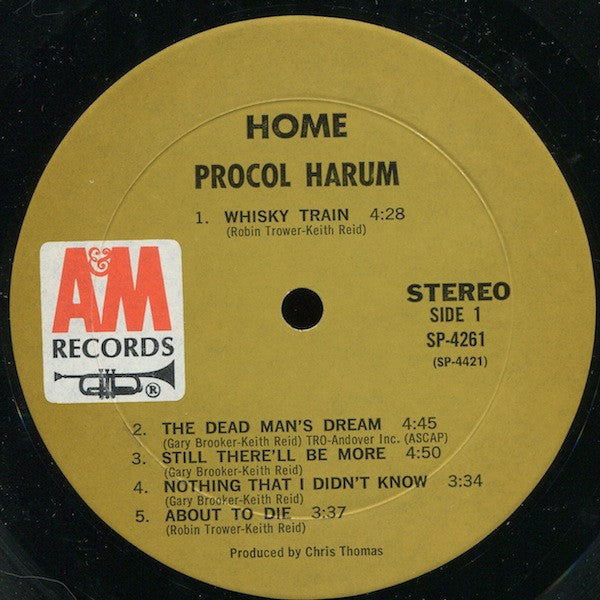 HOME
PROCOL HARUM
1. WHISKY TRAIN 4:28
(Robin Trower-Keith Reid)
A&M
RECORDS
®
STEREO
SIDE 1
SP-4261
(SP-4421)
2. THE DEAD MAN'S DREAM 4:45
(Gary Brooker-Keith Reid) TRO-Andover Inc. (ASCAP)
3. STILL THERE'LL BE MORE 4:50
(Gary Brooker-Keith Reid)
4. NOTHING THAT I DIDN'T KNOW 3:34
(Gary Brooker-Keith Reid)
5. ABOUT TO DIE 3:37
(Robin Trower-Keith Reid)
Produced by Chris Thomas